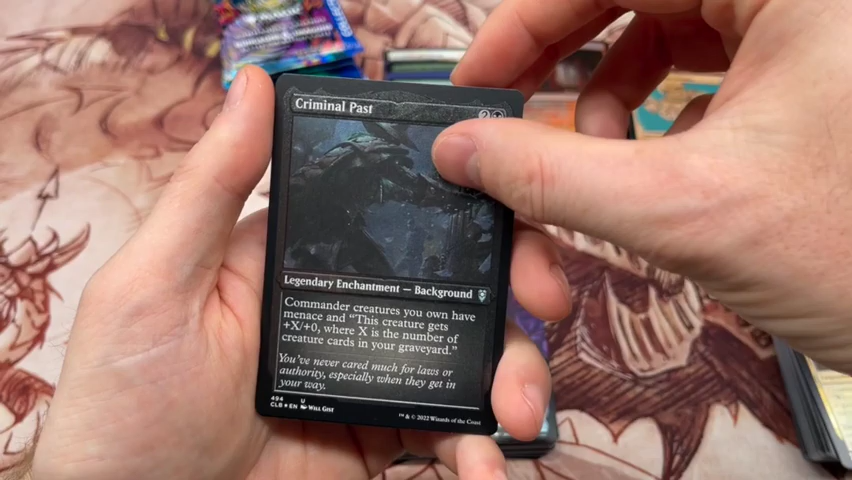 Criminal Past
2
Legendary Enchantment — Background
Commander creatures you own have
menace and “This creature gets
+X/+0, where X is the number of
creature cards in your graveyard.”
You've never cared much for laws or
authority, especially when they get in
your way.
494 U
CLB ★ EN Will Gist
™ & © 2022 Wizards of the Coast